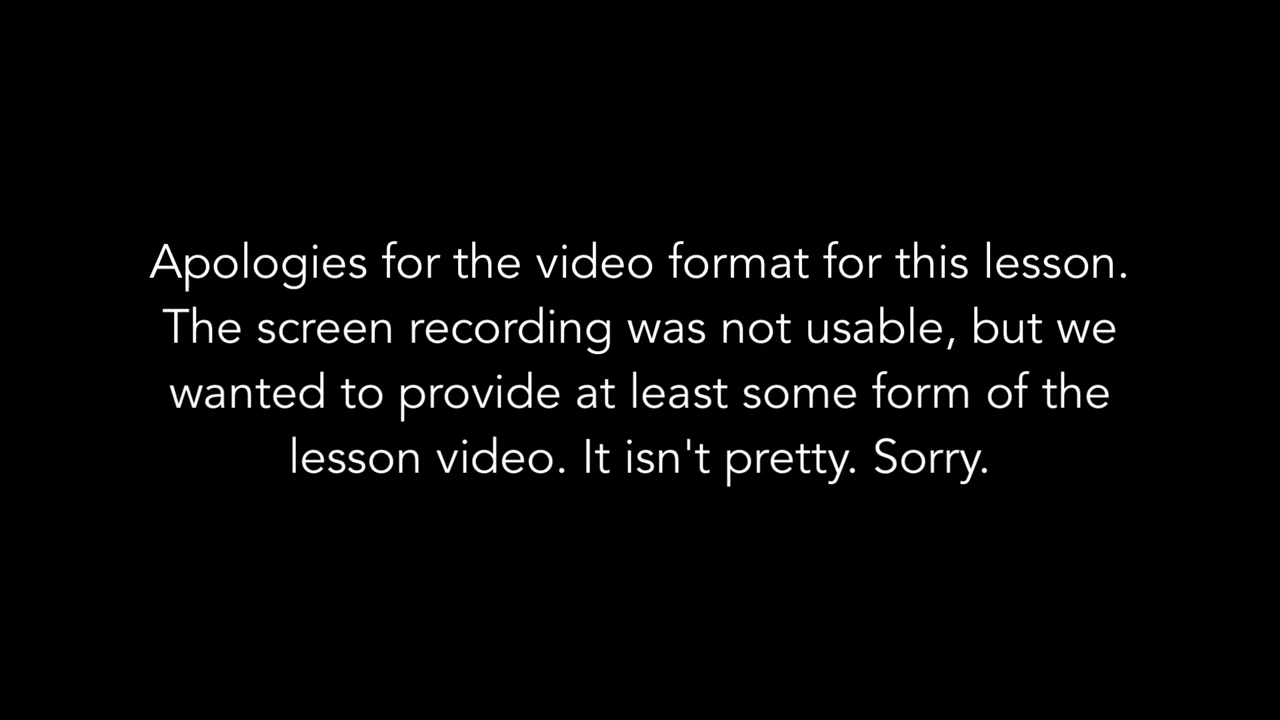 Apologies for the video format for this lesson.
The screen recording was not usable, but we
wanted to provide at least some form of the
lesson video. It isn't pretty. Sorry.